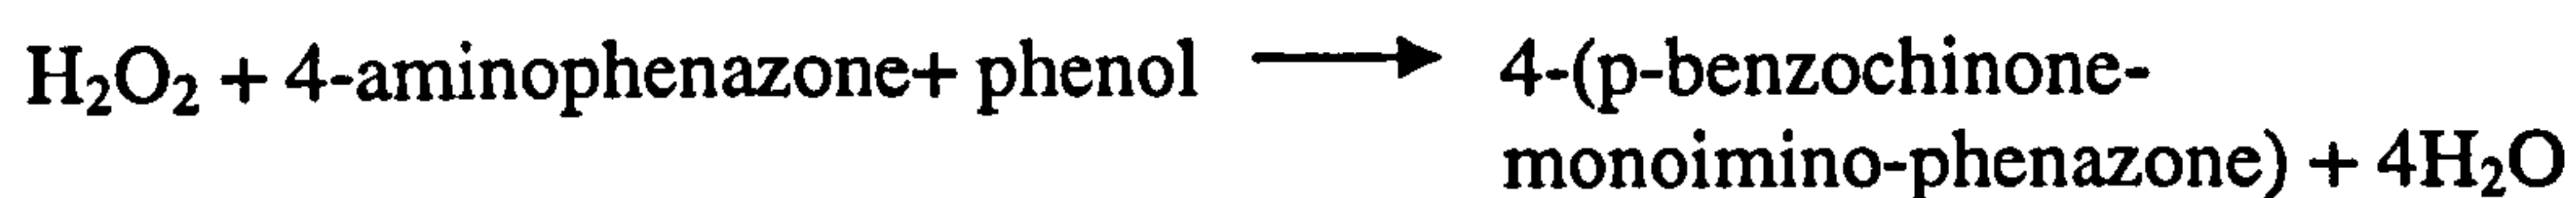 H₂O₂ + 4-aminophenazone+ phenol ⟶ 4-(p-benzochinone-
monoimino-phenazone) + 4H₂O